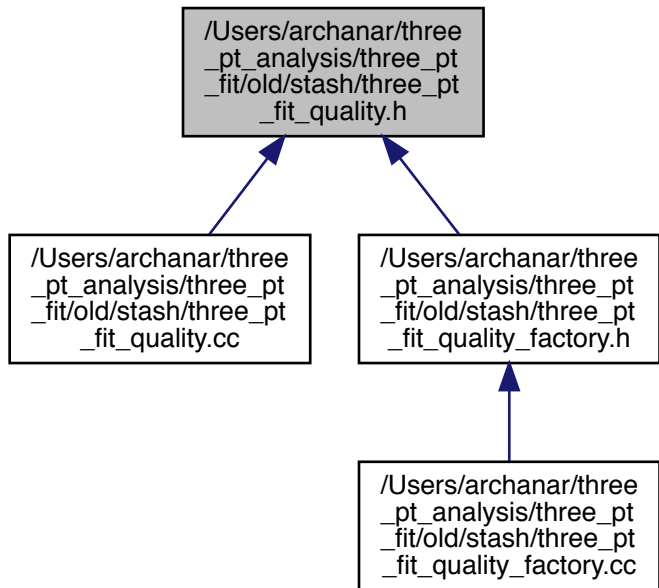 /Users/archanar/three
_pt_analysis/three_pt
_fit/old/stash/three_pt
_fit_quality.h
/Users/archanar/three
_pt_analysis/three_pt
_fit/old/stash/three_pt
_fit_quality.cc
/Users/archanar/three
_pt_analysis/three_pt
_fit/old/stash/three_pt
_fit_quality_factory.h
/Users/archanar/three
_pt_analysis/three_pt
_fit/old/stash/three_pt
_fit_quality_factory.cc